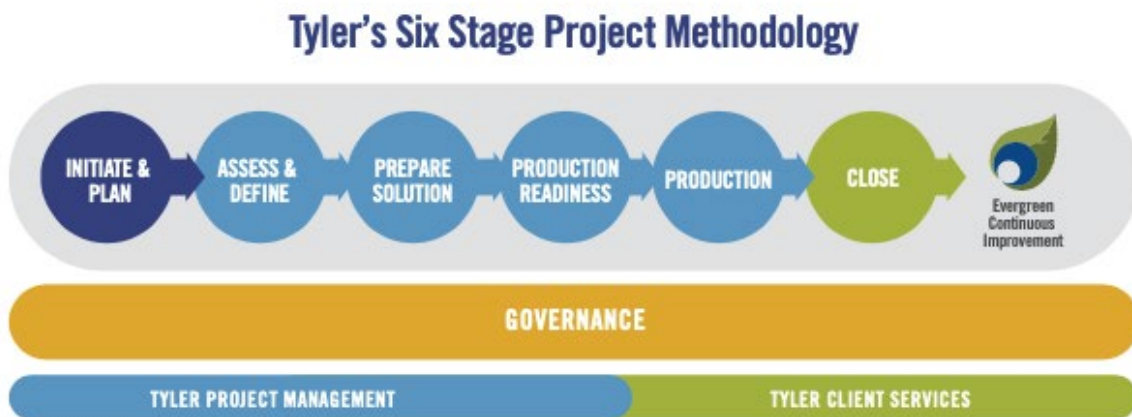 Tyler's Six Stage Project Methodology
INITIATE &
PLAN
ASSESS &
DEFINE
PREPARE
SOLUTION
PRODUCTION
READINESS
PRODUCTION
CLOSE
Evergreen
Continuous
Improvement
GOVERNANCE
TYLER PROJECT MANAGEMENT
TYLER CLIENT SERVICES